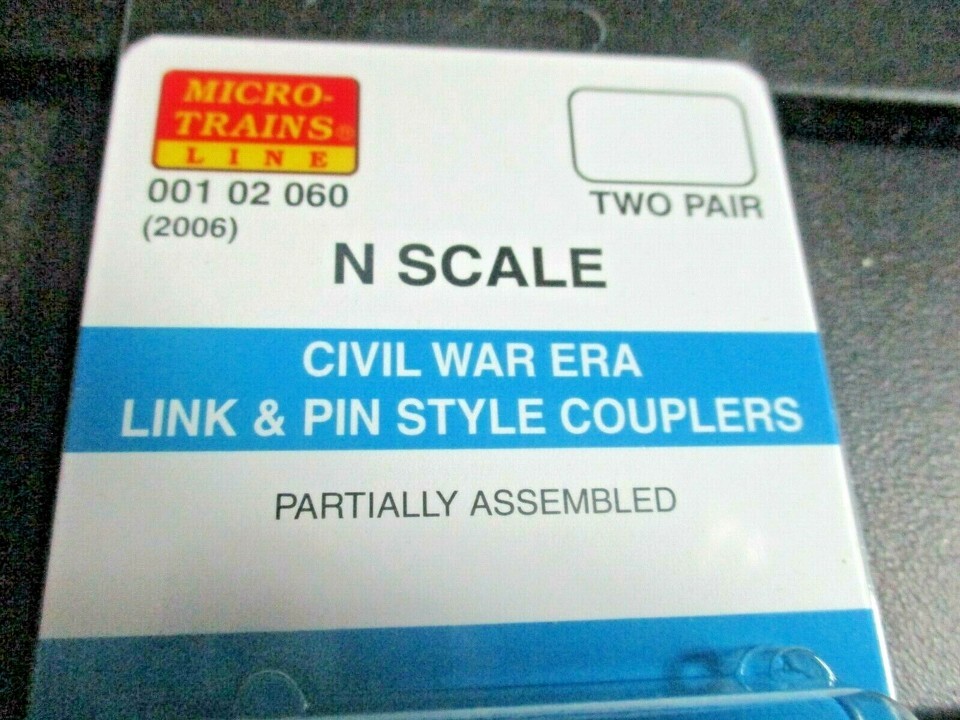 MICRO-
TRAINS®
LINE
001 02 060
(2006)
TWO PAIR
N SCALE
CIVIL WAR ERA
LINK & PIN STYLE COUPLERS
PARTIALLY ASSEMBLED